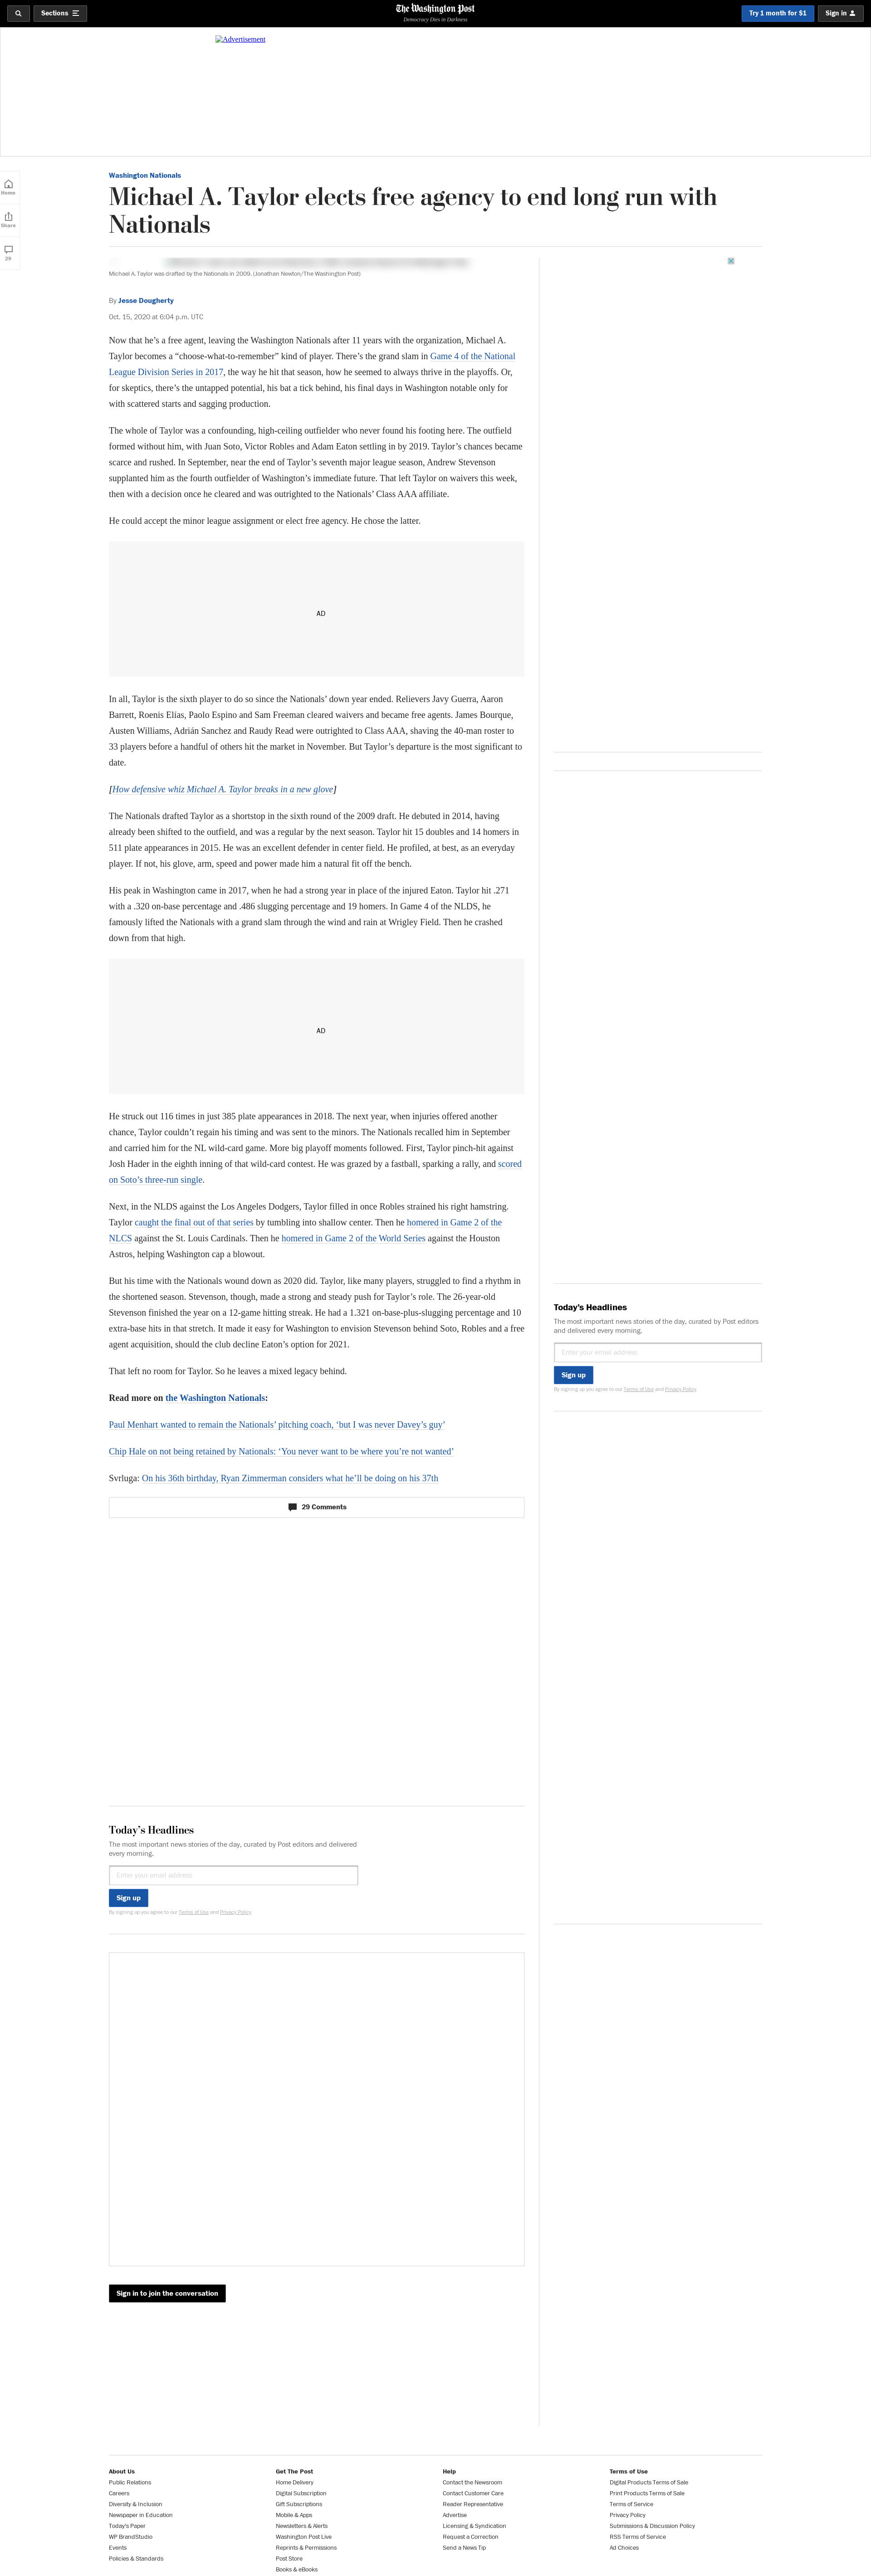 Sections
The Washington Post
Democracy Dies in Darkness
Try 1 month for $1
Sign in
Advertisement
Home
Share
29
Washington Nationals
Michael A. Taylor elects free agency to end long run with
Nationals
Michael A. Taylor was drafted by the Nationals in 2009. (Jonathan Newton/The Washington Post)
By Jesse Dougherty
Oct. 15, 2020 at 6:04 p.m. UTC
Now that he’s a free agent, leaving the Washington Nationals after 11 years with the organization, Michael A.
Taylor becomes a “choose-what-to-remember” kind of player. There’s the grand slam in Game 4 of the National
League Division Series in 2017, the way he hit that season, how he seemed to always thrive in the playoffs. Or,
for skeptics, there’s the untapped potential, his bat a tick behind, his final days in Washington notable only for
with scattered starts and sagging production.
The whole of Taylor was a confounding, high-ceiling outfielder who never found his footing here. The outfield
formed without him, with Juan Soto, Victor Robles and Adam Eaton settling in by 2019. Taylor’s chances became
scarce and rushed. In September, near the end of Taylor’s seventh major league season, Andrew Stevenson
supplanted him as the fourth outfielder of Washington’s immediate future. That left Taylor on waivers this week,
then with a decision once he cleared and was outrighted to the Nationals’ Class AAA affiliate.
He could accept the minor league assignment or elect free agency. He chose the latter.
AD
In all, Taylor is the sixth player to do so since the Nationals’ down year ended. Relievers Javy Guerra, Aaron
Barrett, Roenis Elías, Paolo Espino and Sam Freeman cleared waivers and became free agents. James Bourque,
Austen Williams, Adrián Sanchez and Raudy Read were outrighted to Class AAA, shaving the 40-man roster to
33 players before a handful of others hit the market in November. But Taylor’s departure is the most significant to
date.
[How defensive whiz Michael A. Taylor breaks in a new glove]
The Nationals drafted Taylor as a shortstop in the sixth round of the 2009 draft. He debuted in 2014, having
already been shifted to the outfield, and was a regular by the next season. Taylor hit 15 doubles and 14 homers in
511 plate appearances in 2015. He was an excellent defender in center field. He profiled, at best, as an everyday
player. If not, his glove, arm, speed and power made him a natural fit off the bench.
His peak in Washington came in 2017, when he had a strong year in place of the injured Eaton. Taylor hit .271
with a .320 on-base percentage and .486 slugging percentage and 19 homers. In Game 4 of the NLDS, he
famously lifted the Nationals with a grand slam through the wind and rain at Wrigley Field. Then he crashed
down from that high.
AD
He struck out 116 times in just 385 plate appearances in 2018. The next year, when injuries offered another
chance, Taylor couldn’t regain his timing and was sent to the minors. The Nationals recalled him in September
and carried him for the NL wild-card game. More big playoff moments followed. First, Taylor pinch-hit against
Josh Hader in the eighth inning of that wild-card contest. He was grazed by a fastball, sparking a rally, and scored
on Soto’s three-run single.
Next, in the NLDS against the Los Angeles Dodgers, Taylor filled in once Robles strained his right hamstring.
Taylor caught the final out of that series by tumbling into shallow center. Then he homered in Game 2 of the
NLCS against the St. Louis Cardinals. Then he homered in Game 2 of the World Series against the Houston
Astros, helping Washington cap a blowout.
But his time with the Nationals wound down as 2020 did. Taylor, like many players, struggled to find a rhythm in
the shortened season. Stevenson, though, made a strong and steady push for Taylor’s role. The 26-year-old
Stevenson finished the year on a 12-game hitting streak. He had a 1.321 on-base-plus-slugging percentage and 10
extra-base hits in that stretch. It made it easy for Washington to envision Stevenson behind Soto, Robles and a free
agent acquisition, should the club decline Eaton’s option for 2021.
That left no room for Taylor. So he leaves a mixed legacy behind.
Read more on the Washington Nationals:
Paul Menhart wanted to remain the Nationals’ pitching coach, ‘but I was never Davey’s guy’
Chip Hale on not being retained by Nationals: ‘You never want to be where you’re not wanted’
Svrluga: On his 36th birthday, Ryan Zimmerman considers what he’ll be doing on his 37th
29 Comments
Today’s Headlines
The most important news stories of the day, curated by Post editors
and delivered every morning.
Enter your email address
Sign up
By signing up you agree to our Terms of Use and Privacy Policy
Today’s Headlines
The most important news stories of the day, curated by Post editors and delivered
every morning.
Enter your email address
Sign up
By signing up you agree to our Terms of Use and Privacy Policy
Sign in to join the conversation
About Us
Public Relations
Careers
Diversity & Inclusion
Newspaper in Education
Today's Paper
WP BrandStudio
Events
Policies & Standards
Get The Post
Home Delivery
Digital Subscription
Gift Subscriptions
Mobile & Apps
Newsletters & Alerts
Washington Post Live
Reprints & Permissions
Post Store
Books & eBooks
Help
Contact the Newsroom
Contact Customer Care
Reader Representative
Advertise
Licensing & Syndication
Request a Correction
Send a News Tip
Terms of Use
Digital Products Terms of Sale
Print Products Terms of Sale
Terms of Service
Privacy Policy
Submissions & Discussion Policy
RSS Terms of Service
Ad Choices